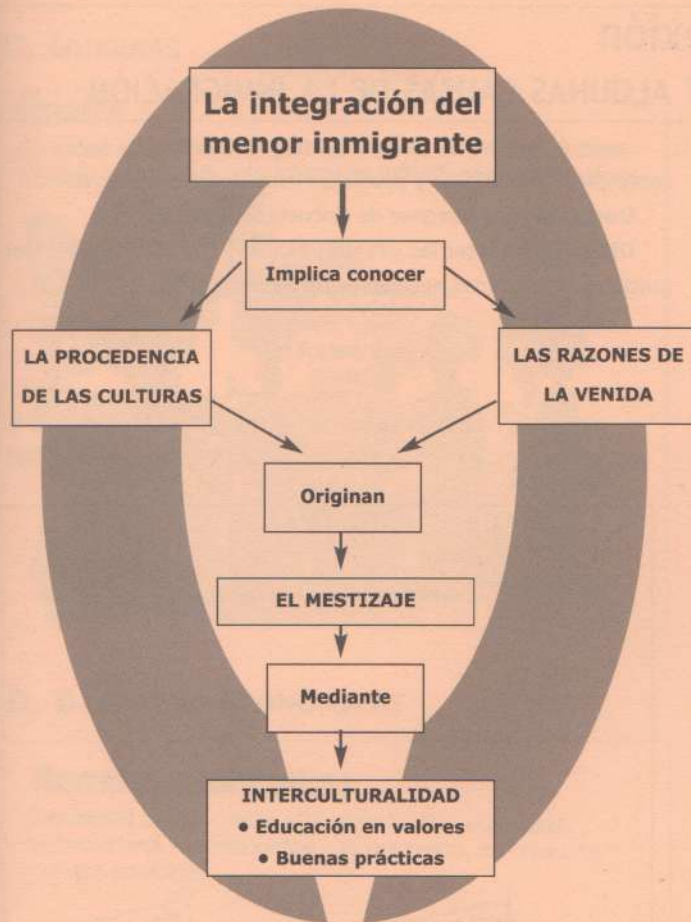 La integración del
menor inmigrante
Implica conocer
LA PROCEDENCIA
DE LAS CULTURAS
LAS RAZONES DE
LA VENIDA
Originan
EL MESTIZAJE
Mediante
INTERCULTURALIDAD
• Educación en valores
• Buenas prácticas